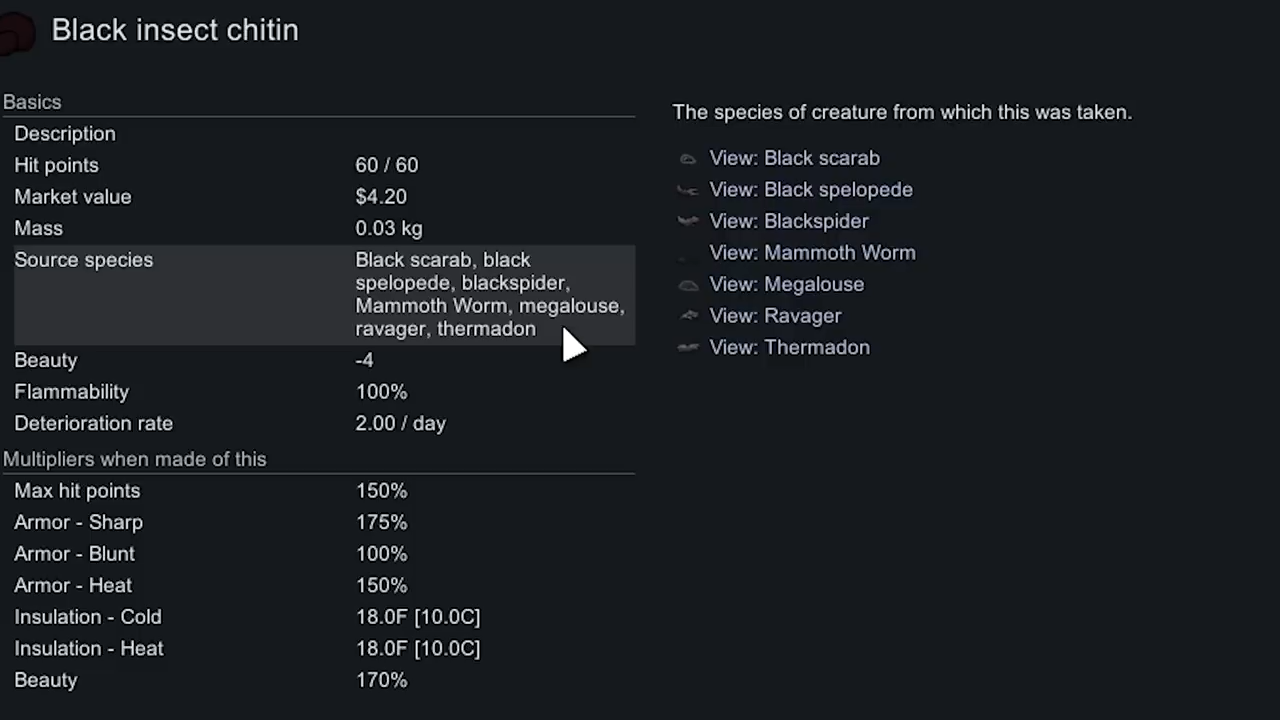 Black insect chitin
Basics
Description
Hit points 60 / 60
Market value $4.20
Mass 0.03 kg
Source species Black scarab, black
spelopede, blackspider,
Mammoth Worm, megalouse,
ravager, thermadon
Beauty -4
Flammability 100%
Deterioration rate 2.00 / day
Multipliers when made of this
Max hit points 150%
Armor - Sharp 175%
Armor - Blunt 100%
Armor - Heat 150%
Insulation - Cold 18.0F [10.0C]
Insulation - Heat 18.0F [10.0C]
Beauty 170%
The species of creature from which this was taken.
View: Black scarab
View: Black spelopede
View: Blackspider
View: Mammoth Worm
View: Megalouse
View: Ravager
View: Thermadon